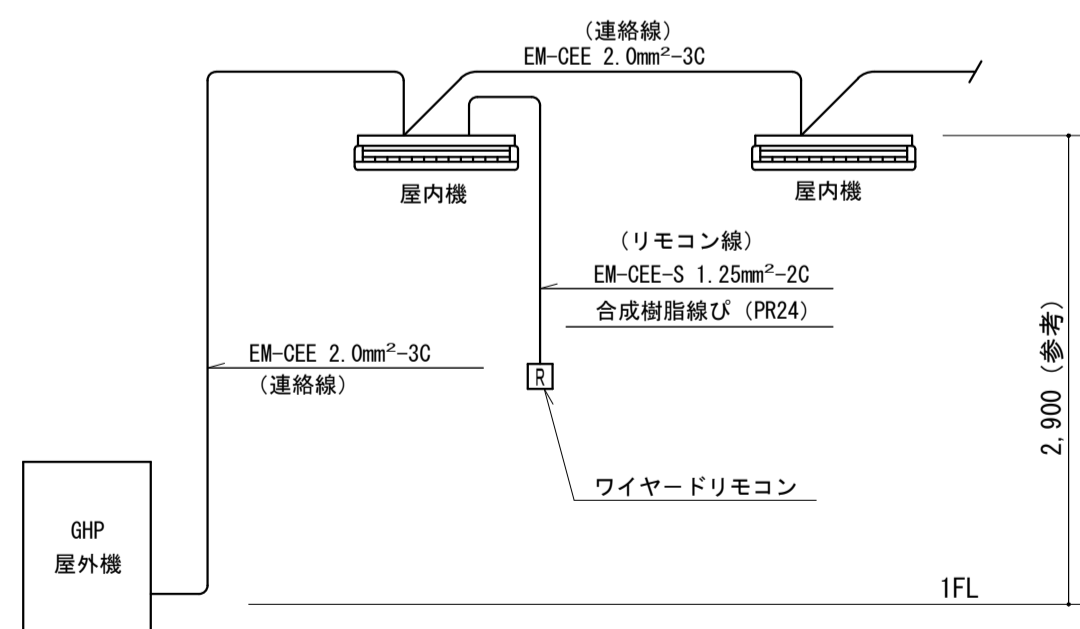 （連絡線）
EM-CEE 2.0mm²-3C
屋内機
屋内機
（リモコン線）
EM-CEE-S 1.25mm²-2C
合成樹脂線ぴ（PR24）
EM-CEE 2.0mm²-3C
（連絡線）
R
2,900（参考）
ワイヤードリモコン
GHP
屋外機
1FL